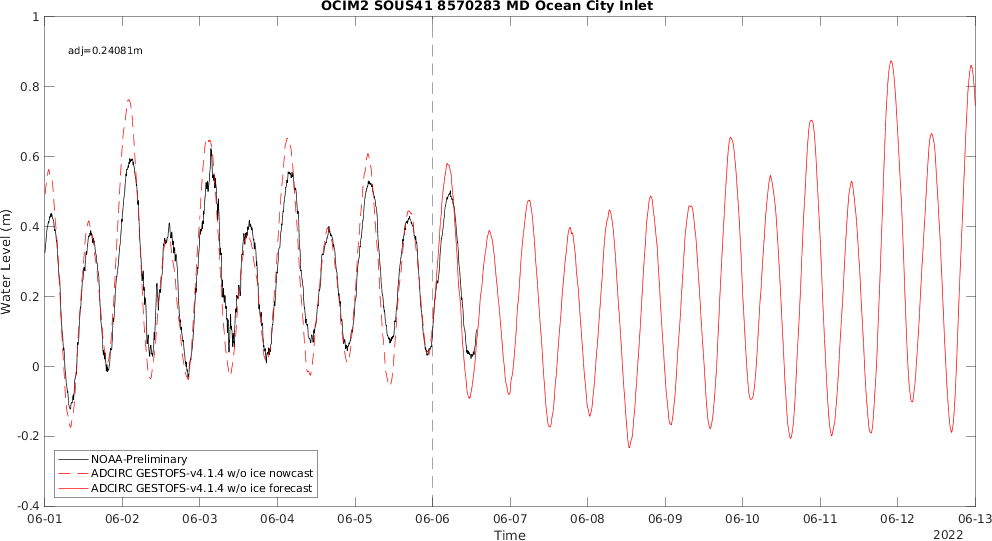 OCIM2 SOUS41 8570283 MD Ocean City Inlet
adj=0.24081m
1
0.8
0.6
0.4
0.2
0
-0.2
-0.4
Water Level (m)
NOAA-Preliminary
ADCIRC GESTOFS-v4.1.4 w/o ice nowcast
ADCIRC GESTOFS-v4.1.4 w/o ice forecast
06-01 06-02 06-03 06-04 06-05 06-06 06-07 06-08 06-09 06-10 06-11 06-12 06-13
Time
2022